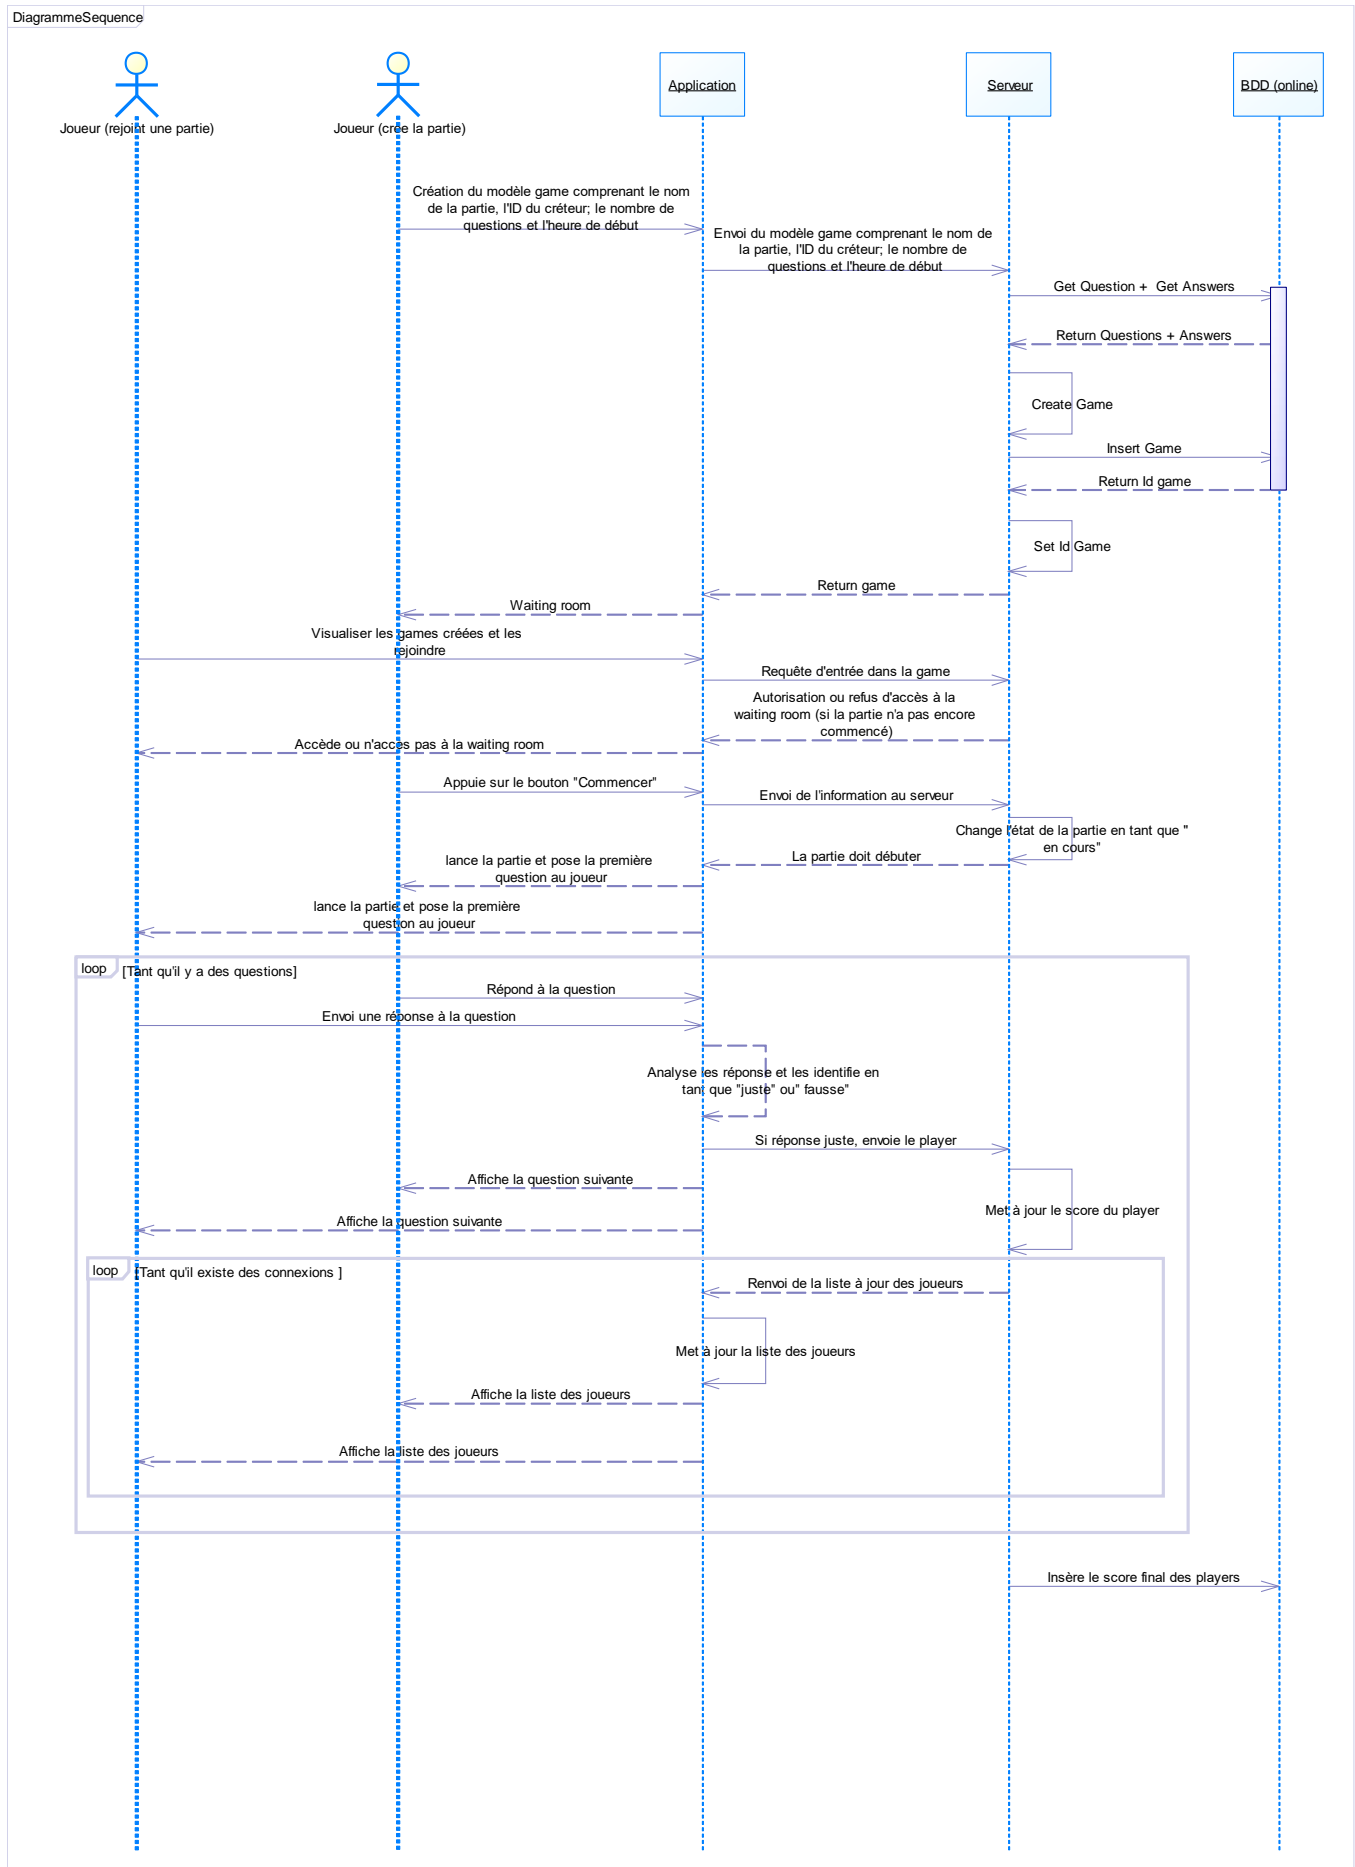 DiagrammeSequence
Application
Serveur
BDD (online)
Joueur (rejoint une partie)
Joueur (crée la partie)
Création du modèle game comprenant le nom
de la partie, l'ID du créteur; le nombre de
questions et l'heure de début
Envoi du modèle game comprenant le nom de
la partie, l'ID du créteur; le nombre de
questions et l'heure de début
Get Question + Get Answers
Return Questions + Answers
Create Game
Insert Game
Return Id game
Set Id Game
Return game
Waiting room
Visualiser les games créées et les
rejoindre
Requête d'entrée dans la game
Autorisation ou refus d'accès à la
waiting room (si la partie n'a pas encore
commencé)
Accède ou n'accès pas à la waiting room
Appuie sur le bouton "Commencer"
Envoi de l'information au serveur
Change l'état de la partie en tant que "
en cours"
La partie doit débuter
lance la partie et pose la première
question au joueur
lance la partie et pose la première
question au joueur
loop
[Tant qu'il y a des questions]
Répond à la question
Envoi une réponse à la question
Analyse les réponse et les identifie en
tant que "juste" ou" fausse"
Si réponse juste, envoie le player
Affiche la question suivante
Met à jour le score du player
Affiche la question suivante
loop
[Tant qu'il existe des connexions ]
Renvoi de la liste à jour des joueurs
Met à jour la liste des joueurs
Affiche la liste des joueurs
Affiche la liste des joueurs
Insère le score final des players